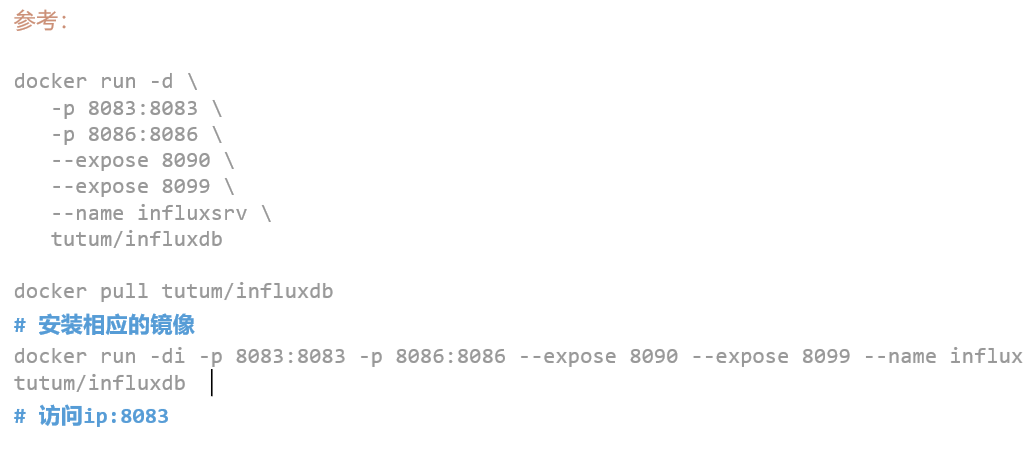 参考：
docker run -d \
-p 8083:8083 \
-p 8086:8086 \
--expose 8090 \
--expose 8099 \
--name influxsrv \
tutum/influxdb
docker pull tutum/influxdb
# 安装相应的镜像
docker run -di -p 8083:8083 -p 8086:8086 --expose 8090 --expose 8099 --name influx
tutum/influxdb
# 访问ip:8083